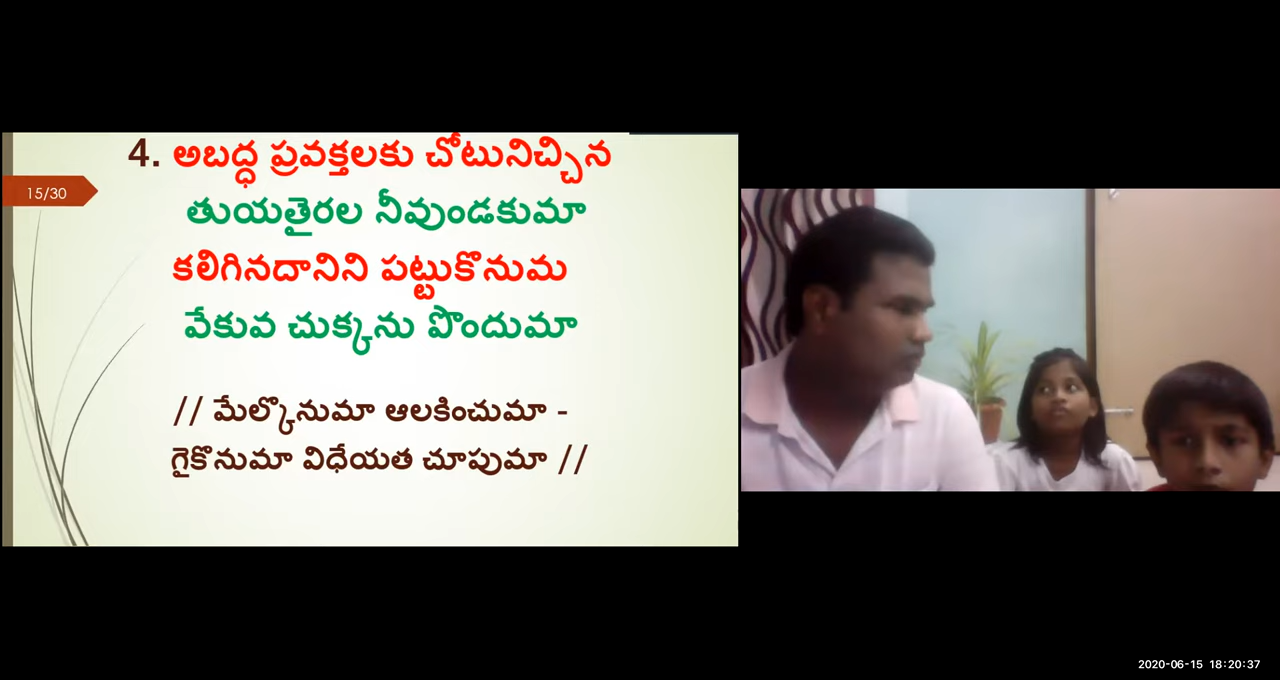 4. అబద్ధ ప్రవక్తలకు చోటునిచ్చిన
15/30
తుయతైరల నీవుండకుమా
కలిగినదానిని పట్టుకొనుమ
వేకువ చుక్కను పొందుమా
// మేల్కొనుమా ఆలకించుమా -
గైకొనుమా విధేయత చూపుమా //
2020-06-15 18:20:37